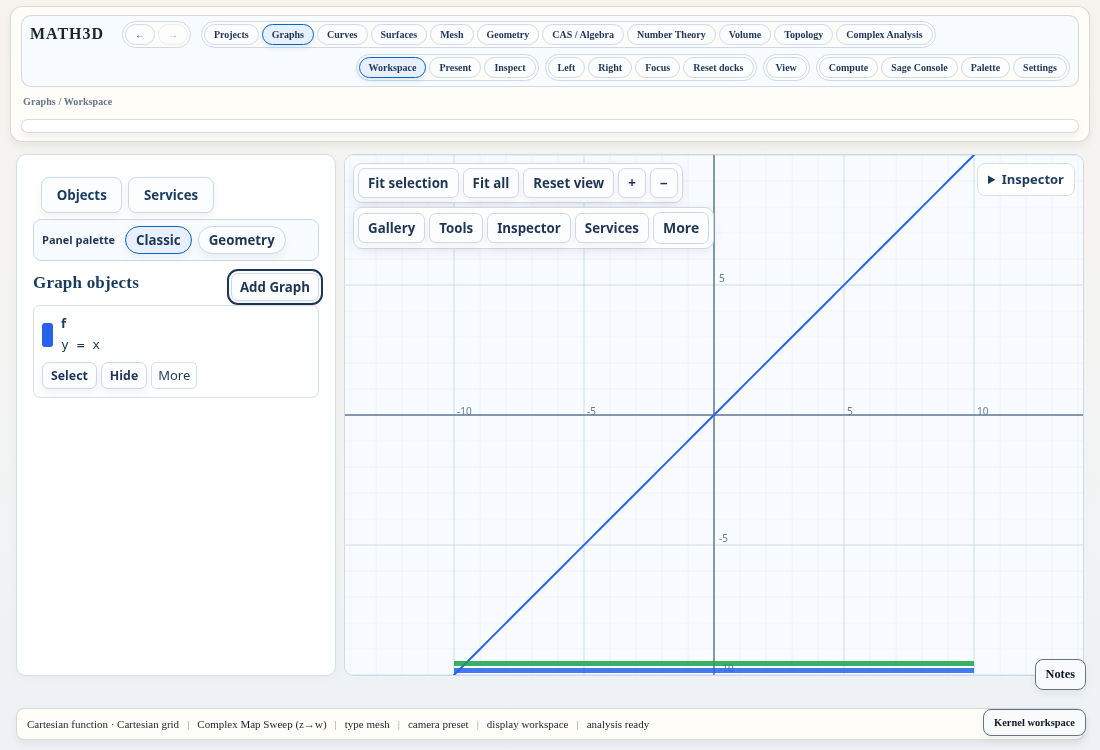 MATH3D ← → Projects Graphs Curves Surfaces Mesh Geometry CAS / Algebra Number Theory Volume Topology Complex Analysis
Workspace Present Inspect Left Right Focus Reset docks View Compute Sage Console Palette Settings
Graphs / Workspace
Objects Services
Panel palette Classic Geometry
Graph objects Add Graph
f
y = x
Select Hide More
Fit selection Fit all Reset view + −
▶ Inspector
Gallery Tools Inspector Services More
5
-10 -5 5 10
-5
-10
Notes
Cartesian function · Cartesian grid | Complex Map Sweep (z→w) | type mesh | camera preset | display workspace | analysis ready
Kernel workspace